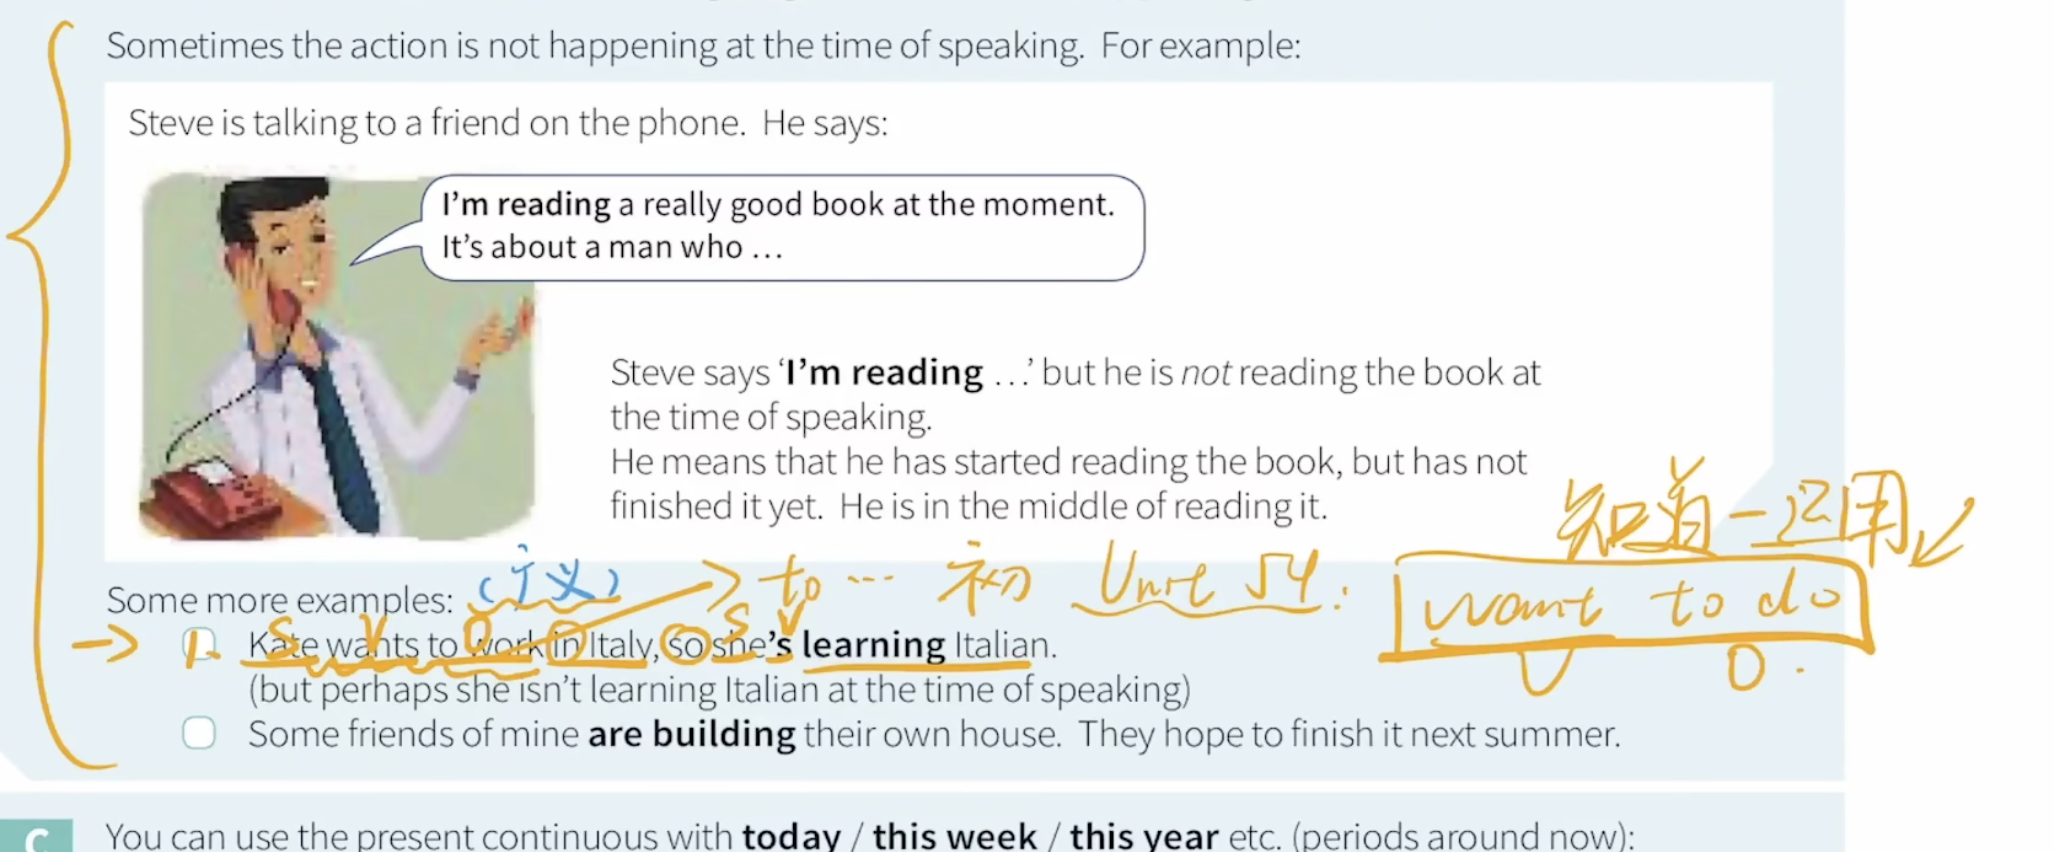 Sometimes the action is not happening at the time of speaking. For example:
Steve is talking to a friend on the phone. He says:
I'm reading a really good book at the moment.
It's about a man who ...
Steve says 'I'm reading ...' but he is not reading the book at
the time of speaking.
He means that he has started reading the book, but has not
finished it yet. He is in the middle of reading it.
知道-运用
Some more examples:
to ... 初 Unit 54.
want to do
V O.
S V O S V
1. Kate wants to work in Italy, so she's learning Italian.
(but perhaps she isn't learning Italian at the time of speaking)
Some friends of mine are building their own house. They hope to finish it next summer.
C You can use the present continuous with today / this week / this year etc. (periods around now):